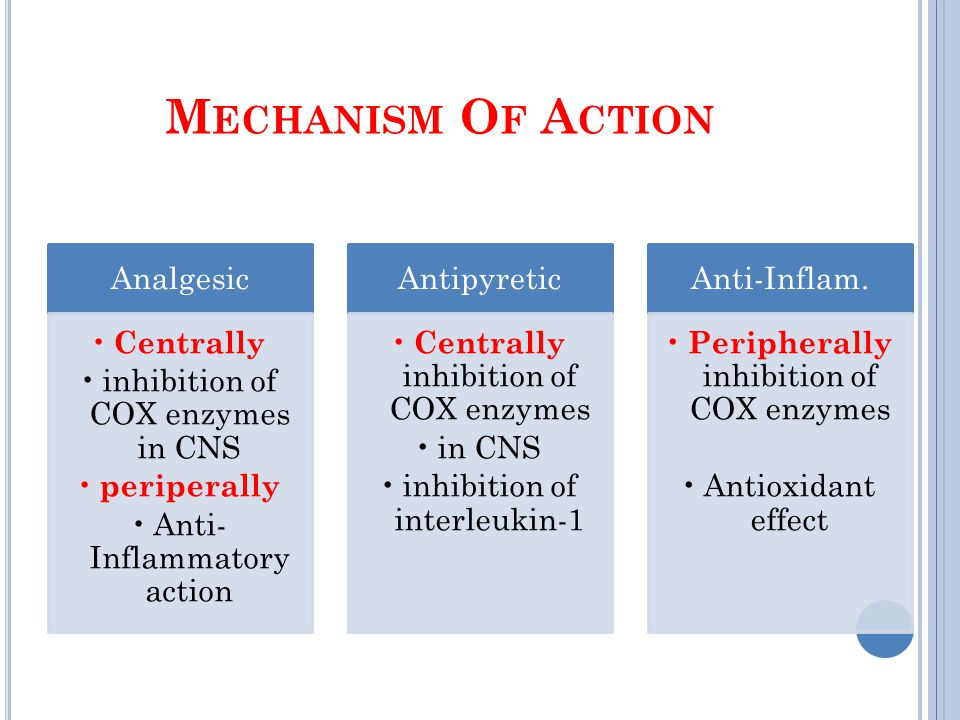 MECHANISM OF ACTION
Analgesic
• Centrally
• inhibition of
COX enzymes
in CNS
• periperally
• Anti-
Inflammatory
action
Antipyretic
• Centrally
inhibition of
COX enzymes
• in CNS
• inhibition of
interleukin-1
Anti-Inflam.
• Peripherally
inhibition of
COX enzymes
• Antioxidant
effect